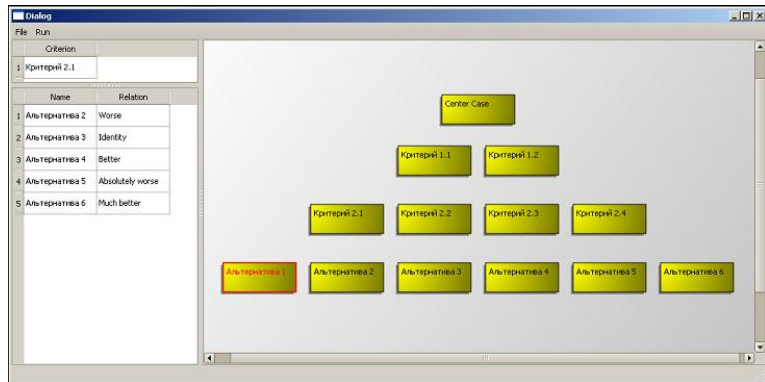 Dialog
File Run
Criterion
1 Критерий 2.1
Name Relation
1 Альтернатива 2 Worse
2 Альтернатива 3 Identity
3 Альтернатива 4 Better
4 Альтернатива 5 Absolutely worse
5 Альтернатива 6 Much better
Center Case
Критерий 1.1 Критерий 1.2
Критерий 2.1 Критерий 2.2 Критерий 2.3 Критерий 2.4
Альтернатива 1 Альтернатива 2 Альтернатива 3 Альтернатива 4 Альтернатива 5 Альтернатива 6